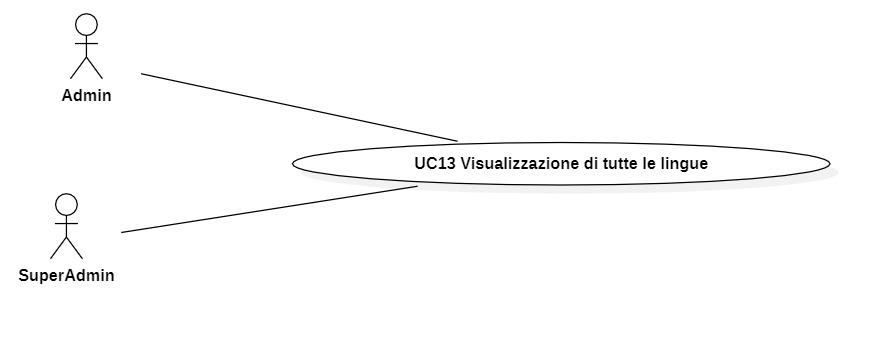 Admin
UC13 Visualizzazione di tutte le lingue
SuperAdmin